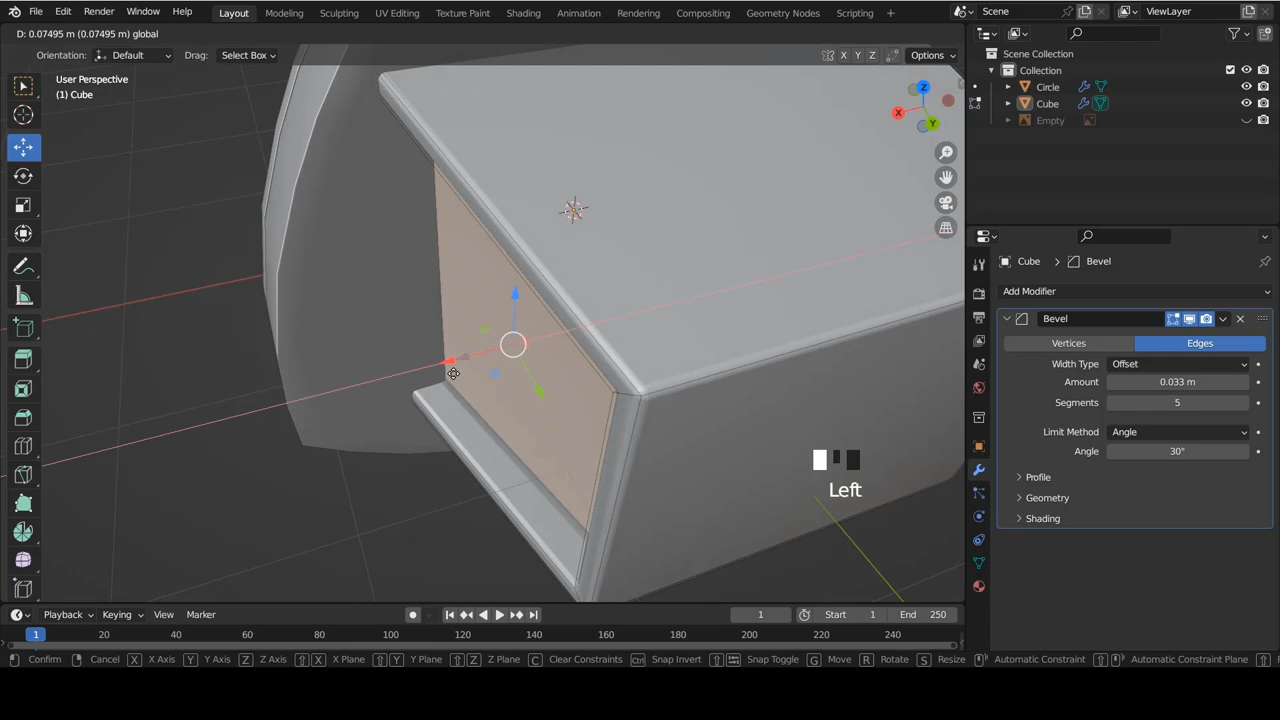 File Edit Render Window Help Layout Modeling Sculpting UV Editing Texture Paint Shading Animation Rendering Compositing Geometry Nodes Scripting Scene ViewLayer
D: 0.07495 m (0.07495 m) global
Orientation: Default Drag: Select Box X Y Z Options
User Perspective
(1) Cube
Z
X
Y
Scene Collection
Collection
Circle
Cube
Empty
Cube > Bevel
Add Modifier
Bevel
Vertices Edges
Width Type Offset
Amount 0.033 m
Segments 5
Limit Method Angle
Angle 30°
Profile
Geometry
Shading
Left
Playback Keying View Marker 1 Start 1 End 250
1 20 40 60 80 100 120 140 160 180 200 220 240
Confirm Cancel X X Axis Y Y Axis Z Z Axis X X Plane Y Y Plane Z Z Plane C Clear Constraints Ctrl Snap Invert Snap Toggle G Move R Rotate S Resize Automatic Constraint Automatic Constraint Plane